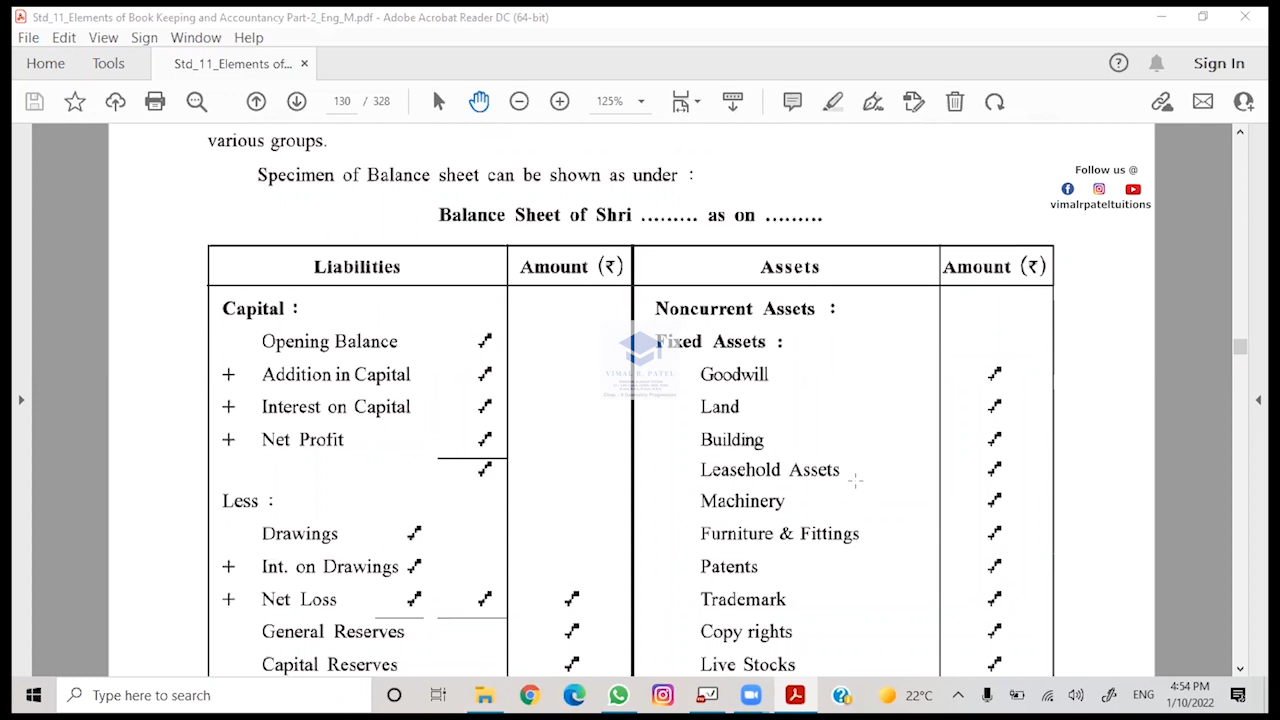 Std_11_Elements of Book Keeping and Accountancy Part-2_Eng_M.pdf - Adobe Acrobat Reader DC (64-bit)
File Edit View Sign Window Help
Home Tools Std_11_Elements of... × Sign In
130 / 328 125%
various groups.
Specimen of Balance sheet can be shown as under :
Follow us @
vimalrpateltuitions
Balance Sheet of Shri ......... as on .........
Liabilities Amount (₹) Assets Amount (₹)
Capital : Noncurrent Assets :
Opening Balance Fixed Assets :
+ Addition in Capital Goodwill
+ Interest on Capital Land
+ Net Profit Building
Leasehold Assets
Less : Machinery
Drawings Furniture & Fittings
+ Int. on Drawings Patents
+ Net Loss Trademark
General Reserves Copy rights
Capital Reserves Live Stocks
VIMAL R. PATEL
Type here to search 22°C ENG 4:54 PM
1/10/2022